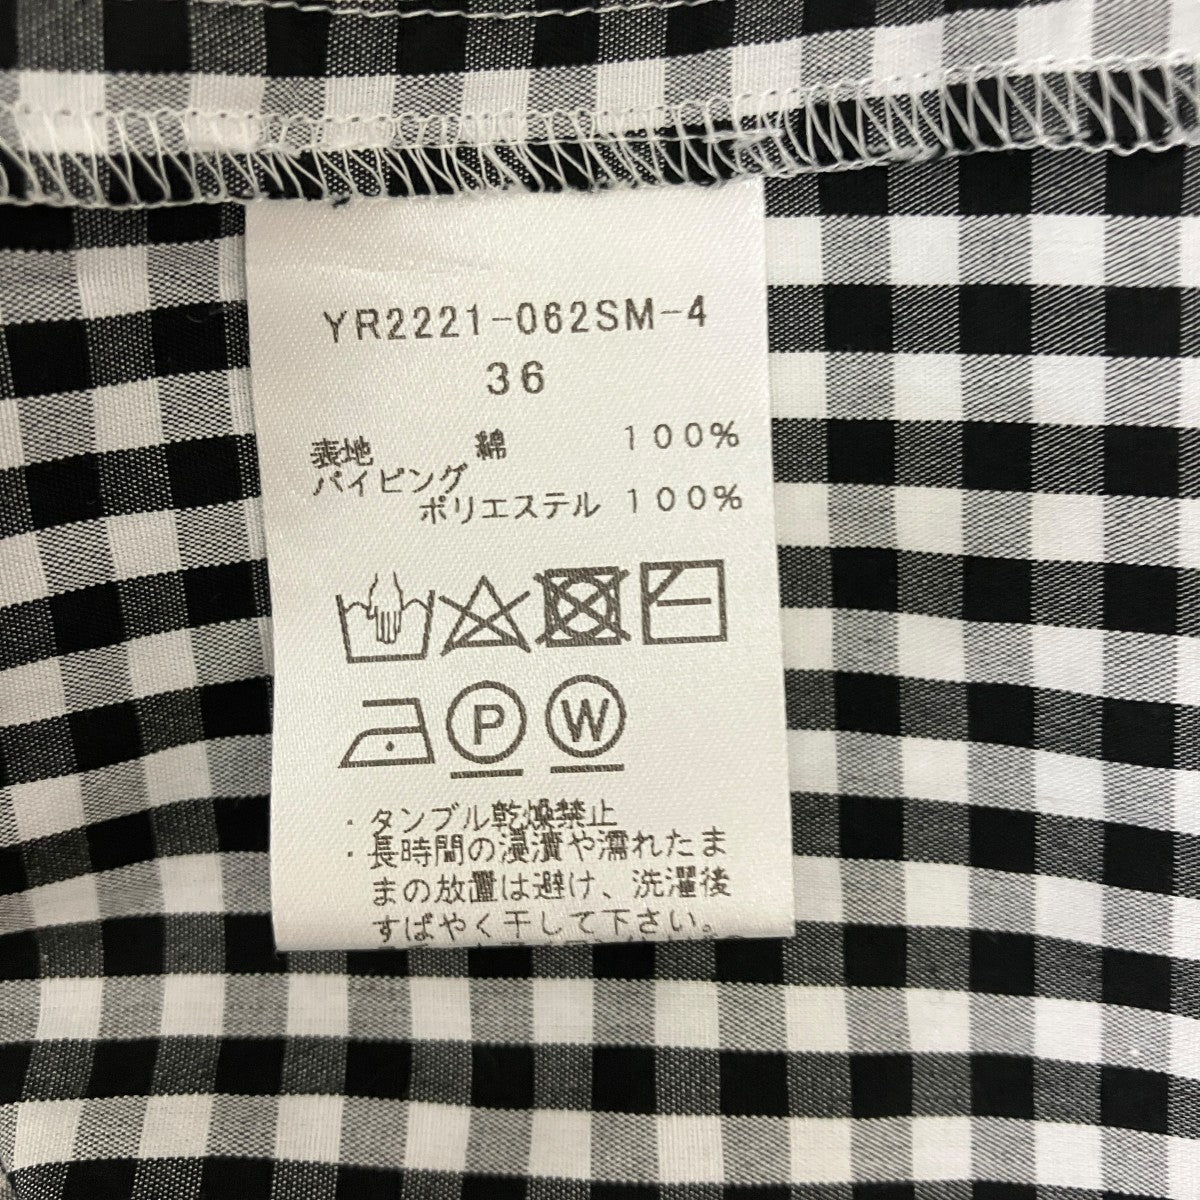 YR2221-062SM-4
36
表地 綿 100%
パイピング
ポリエステル 100%
P W
・タンブル乾燥禁止
・長時間の浸漬や濡れたま
まの放置は避け、洗濯後
すばやく干して下さい。